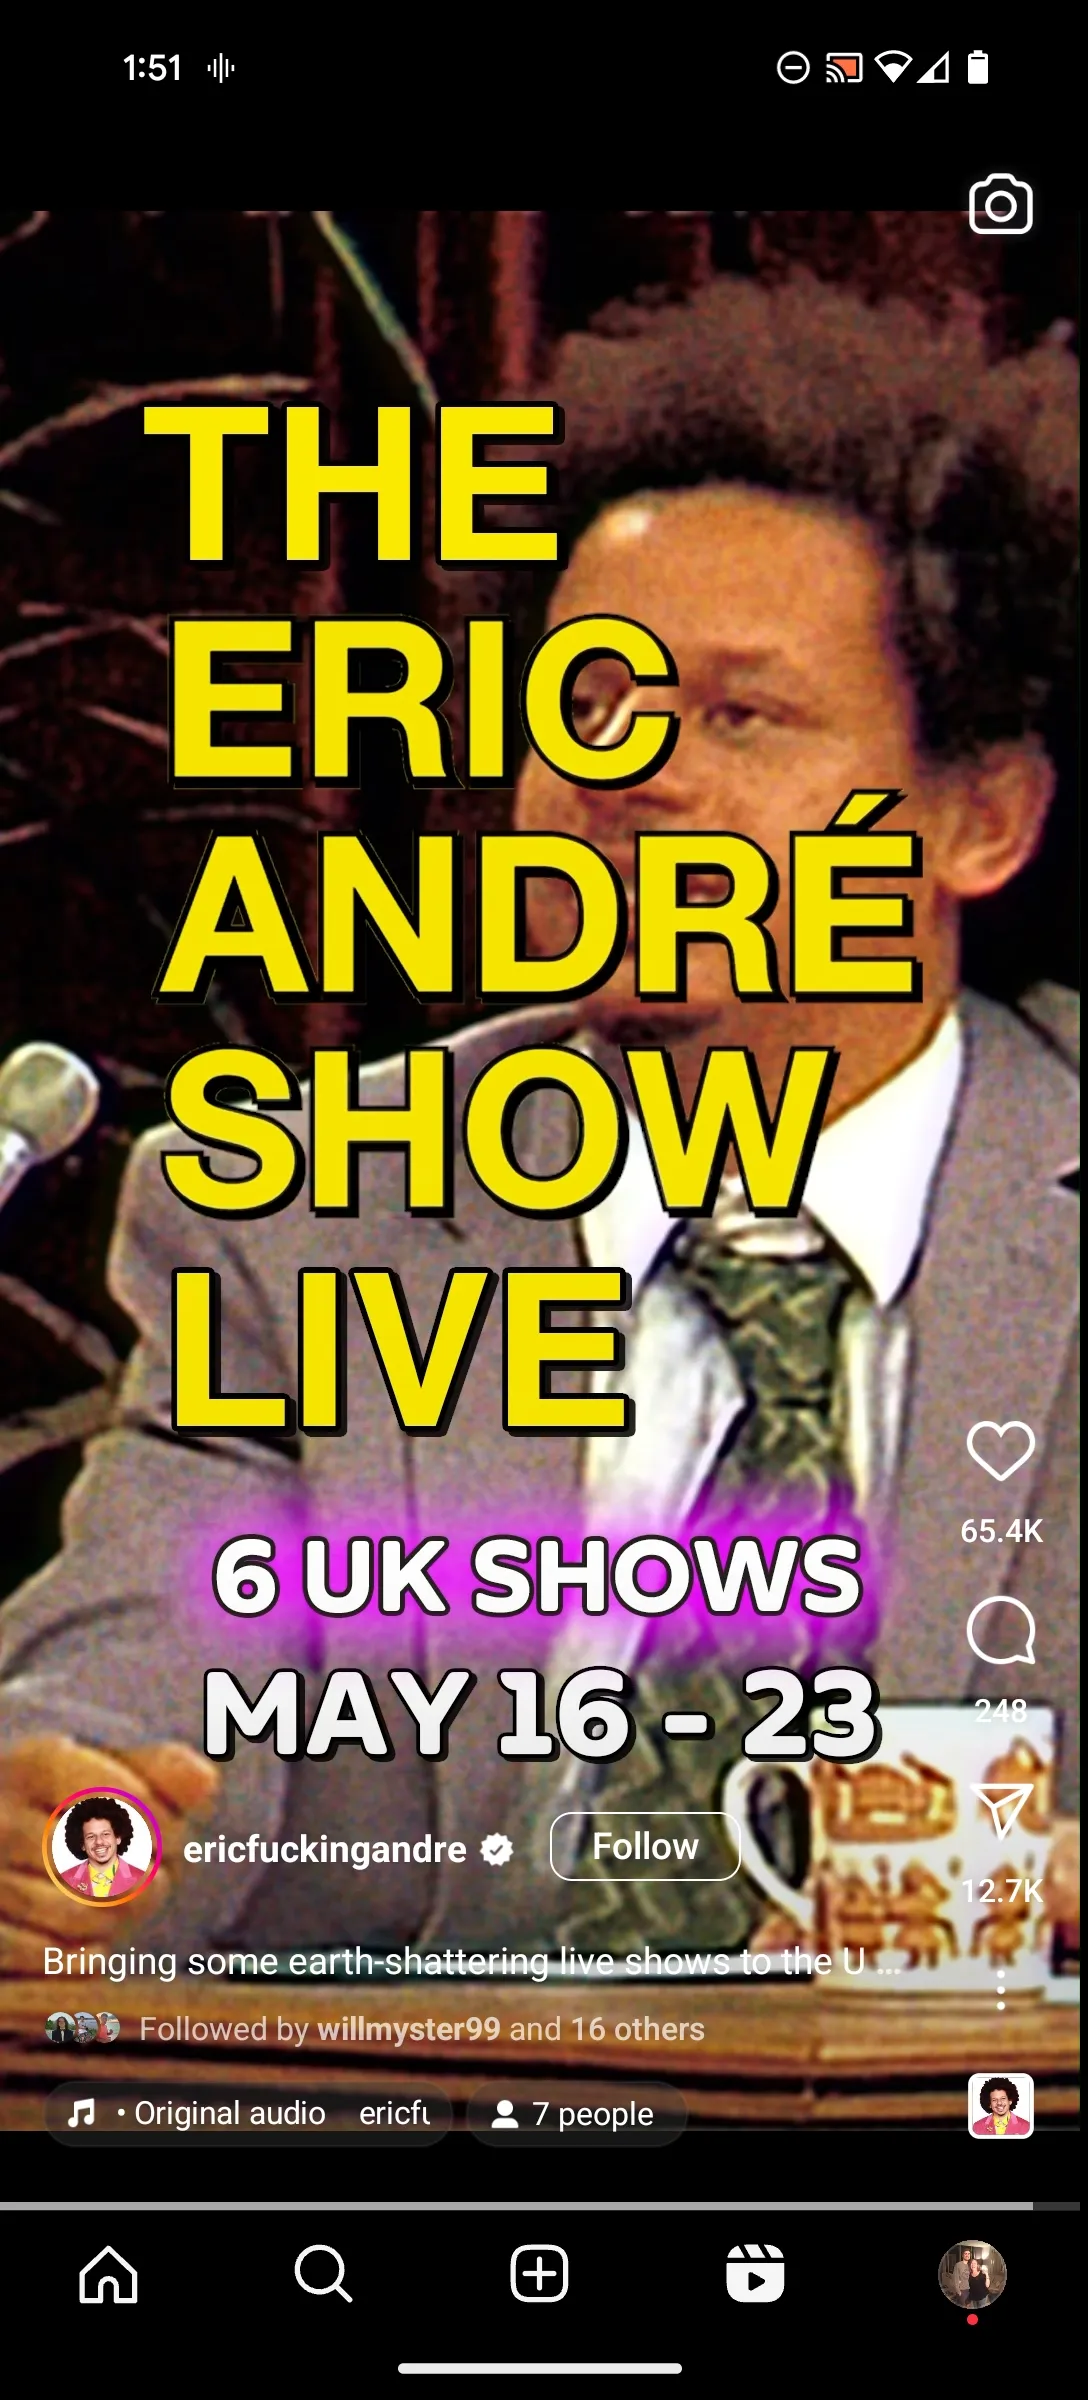 1:51
THE
ERIC
ANDRÉ
SHOW
LIVE
65.4K
6 UK SHOWS
248
MAY 16 - 23
ericfuckingandre
Follow
12.7K
Bringing some earth-shattering live shows to the U ...
Followed by willmyster99 and 16 others
• Original audio ericfu
7 people